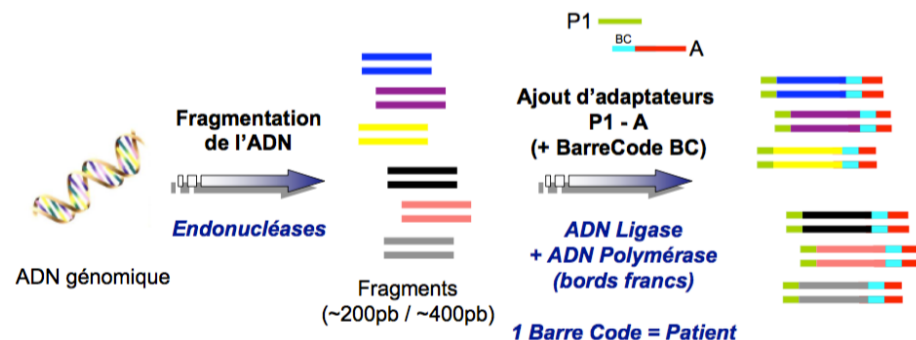 P1
BC
A
Fragmentation
de l'ADN
Endonucléases
ADN génomique
Fragments
(~200pb / ~400pb)
Ajout d'adaptateurs
P1 - A
(+ BarreCode BC)
ADN Ligase
+ ADN Polymérase
(bords francs)
1 Barre Code = Patient